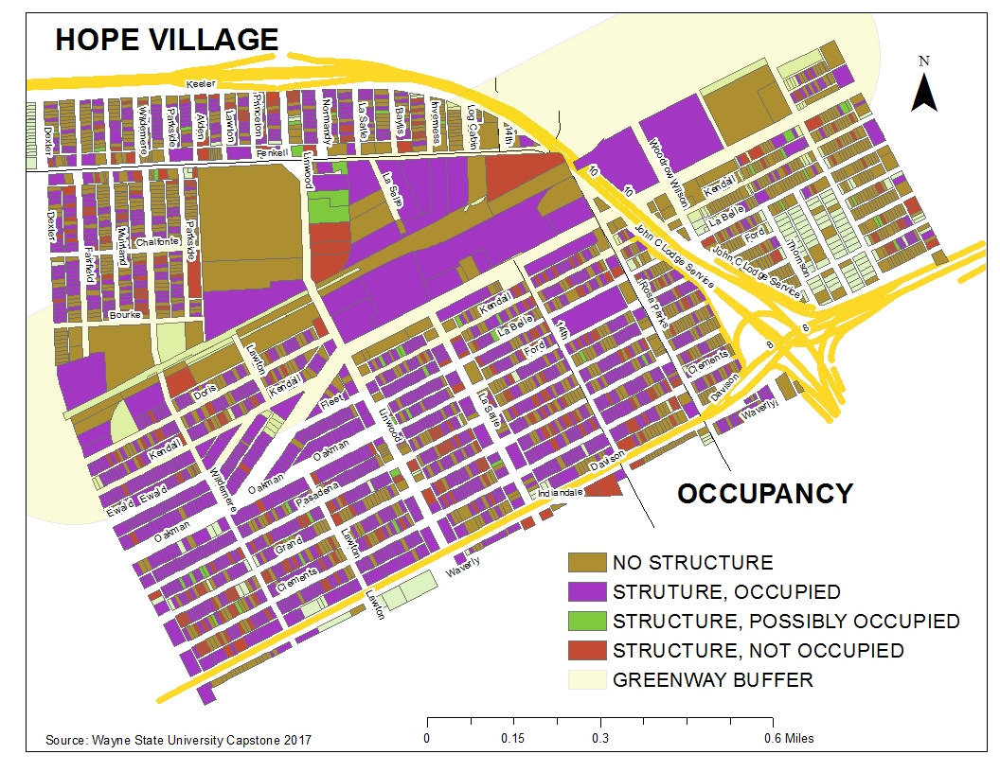 HOPE VILLAGE
N
Keeler
Dexter
Wildemere
Parkside
Alden
Lawton
Princeton
Normandy
La Salle
Baylis
Inverness
Log Cabin
14th
Fenkell
Linwood
La Salle
10
10
Woodrow Wilson
Kendall
La Belle
Ford
Thomson
John C Lodge Service
John C Lodge Service
Dexter
Fairfield
Muirland
Chalfonte
Parkside
Bourke
Rosa Parks
8
8
Kendall
La Belle
Ford
14th
Clements
Davison
Waverly
Lawton
Doris
Kendall
Fleet
Linwood
La Salle
Kendall
Ewald
Ewald
Wildemere
Oakman
Oakman
Oakman
Pasadena
Davison
Indiandale
Grand
Clements
Lawton
Waverly
Lawton
OCCUPANCY
NO STRUCTURE
STRUTURE, OCCUPIED
STRUCTURE, POSSIBLY OCCUPIED
STRUCTURE, NOT OCCUPIED
GREENWAY BUFFER
0 0.15 0.3 0.6 Miles
Source: Wayne State University Capstone 2017